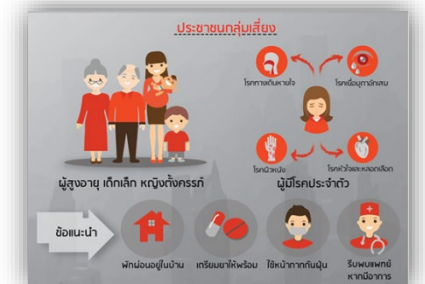 ประชาชนกลุ่มเสี่ยง
โรคทางเดินหายใจ
โรคเยื่อบุตาอักเสบ
โรคผิวหนัง
โรคหัวใจและหลอดเลือด
ผู้สูงอายุ เด็กเล็ก หญิงตั้งครรภ์
ผู้มีโรคประจำตัว
ข้อแนะนำ
พักผ่อนอยู่ในบ้าน
เตรียมยาให้พร้อม
ใช้หน้ากากกันฝุ่น
รีบพบแพทย์
หากมีอาการ